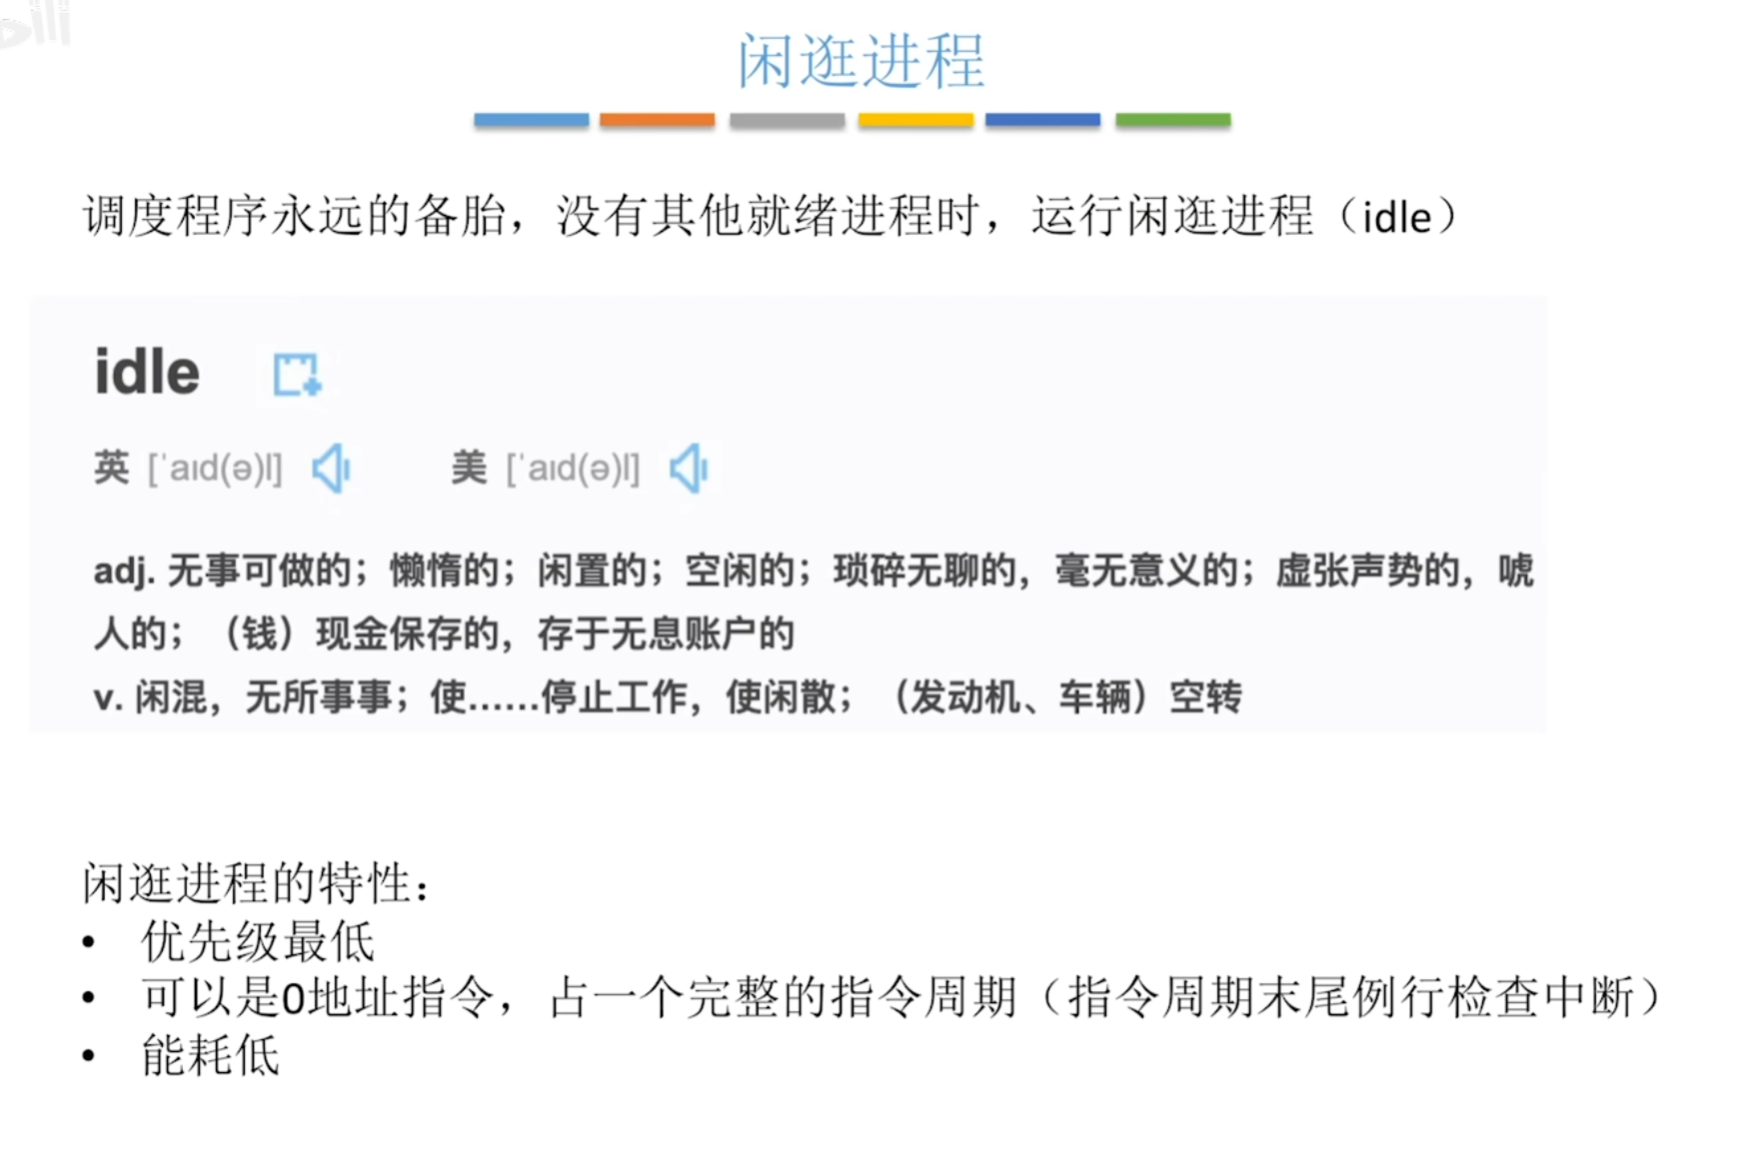 闲逛进程
调度程序永远的备胎，没有其他就绪进程时，运行闲逛进程（idle）
idle
英 [ˈaɪd(ə)l] 美 [ˈaɪd(ə)l]
adj. 无事可做的；懒惰的；闲置的；空闲的；琐碎无聊的，毫无意义的；虚张声势的，唬
人的；（钱）现金保存的，存于无息账户的
v. 闲混，无所事事；使……停止工作，使闲散；（发动机、车辆）空转
闲逛进程的特性：
• 优先级最低
• 可以是0地址指令，占一个完整的指令周期（指令周期末尾例行检查中断）
• 能耗低